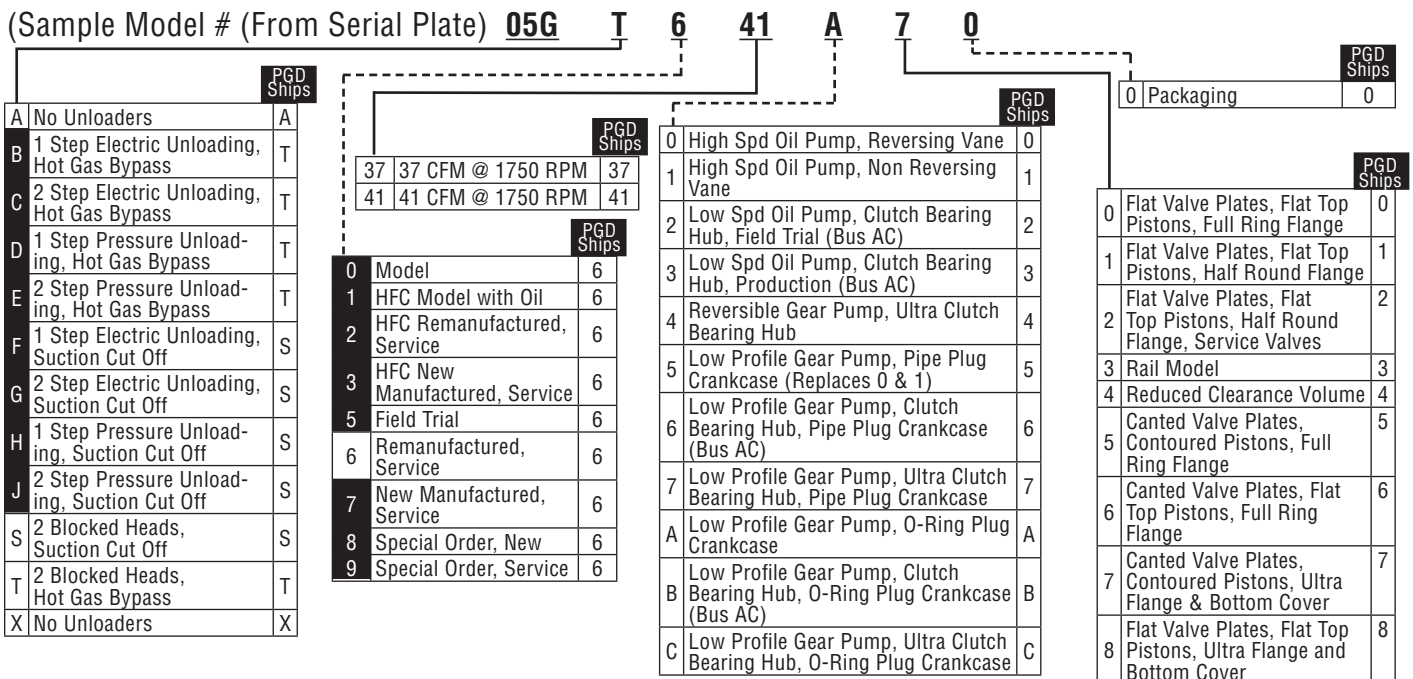 (Sample Model # (From Serial Plate) 05G T 6 41 A 7 0
PGD
Ships
A No Unloaders A
B 1 Step Electric Unloading,
Hot Gas Bypass T
C 2 Step Electric Unloading,
Hot Gas Bypass T
D 1 Step Pressure Unload-
ing, Hot Gas Bypass T
E 2 Step Pressure Unload-
ing, Hot Gas Bypass T
F 1 Step Electric Unloading,
Suction Cut Off S
G 2 Step Electric Unloading,
Suction Cut Off S
H 1 Step Pressure Unload-
ing, Suction Cut Off S
J 2 Step Pressure Unload-
ing, Suction Cut Off S
S 2 Blocked Heads,
Suction Cut Off S
T 2 Blocked Heads,
Hot Gas Bypass T
X No Unloaders X
PGD
Ships
37 37 CFM @ 1750 RPM 37
41 41 CFM @ 1750 RPM 41
PGD
Ships
0 Model 6
1 HFC Model with Oil 6
2 HFC Remanufactured,
Service 6
3 HFC New
Manufactured, Service 6
5 Field Trial 6
6 Remanufactured,
Service 6
7 New Manufactured,
Service 6
8 Special Order, New 6
9 Special Order, Service 6
PGD
Ships
0 High Spd Oil Pump, Reversing Vane 0
1 High Spd Oil Pump, Non Reversing
Vane 1
2 Low Spd Oil Pump, Clutch Bearing
Hub, Field Trial (Bus AC) 2
3 Low Spd Oil Pump, Clutch Bearing
Hub, Production (Bus AC) 3
4 Reversible Gear Pump, Ultra Clutch
Bearing Hub 4
5 Low Profile Gear Pump, Pipe Plug
Crankcase (Replaces 0 & 1) 5
6 Low Profile Gear Pump, Clutch
Bearing Hub, Pipe Plug Crankcase
(Bus AC) 6
7 Low Profile Gear Pump, Ultra Clutch
Bearing Hub, Pipe Plug Crankcase 7
A Low Profile Gear Pump, O-Ring Plug
Crankcase A
B Low Profile Gear Pump, Clutch
Bearing Hub, O-Ring Plug Crankcase
(Bus AC) B
C Low Profile Gear Pump, Ultra Clutch
Bearing Hub, O-Ring Plug Crankcase C
PGD
Ships
0 Packaging 0
PGD
Ships
0 Flat Valve Plates, Flat Top 0
Pistons, Full Ring Flange
1 Flat Valve Plates, Flat Top 1
Pistons, Half Round Flange
2 Flat Valve Plates, Flat 2
Top Pistons, Half Round
Flange, Service Valves
3 Rail Model 3
4 Reduced Clearance Volume 4
5 Canted Valve Plates, 5
Contoured Pistons, Full
Ring Flange
6 Canted Valve Plates, Flat 6
Top Pistons, Full Ring
Flange
7 Canted Valve Plates, 7
Contoured Pistons, Ultra
Flange & Bottom Cover
8 Flat Valve Plates, Flat Top 8
Pistons, Ultra Flange and
Bottom Cover